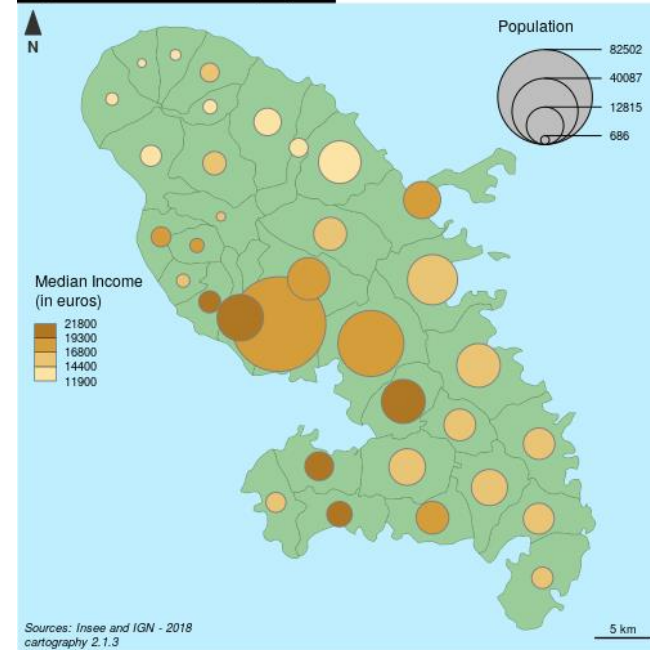 N
Population
82502
40087
12815
686
Median Income
(in euros)
21800
19300
16800
14400
11900
Sources: Insee and IGN - 2018
cartography 2.1.3
5 km